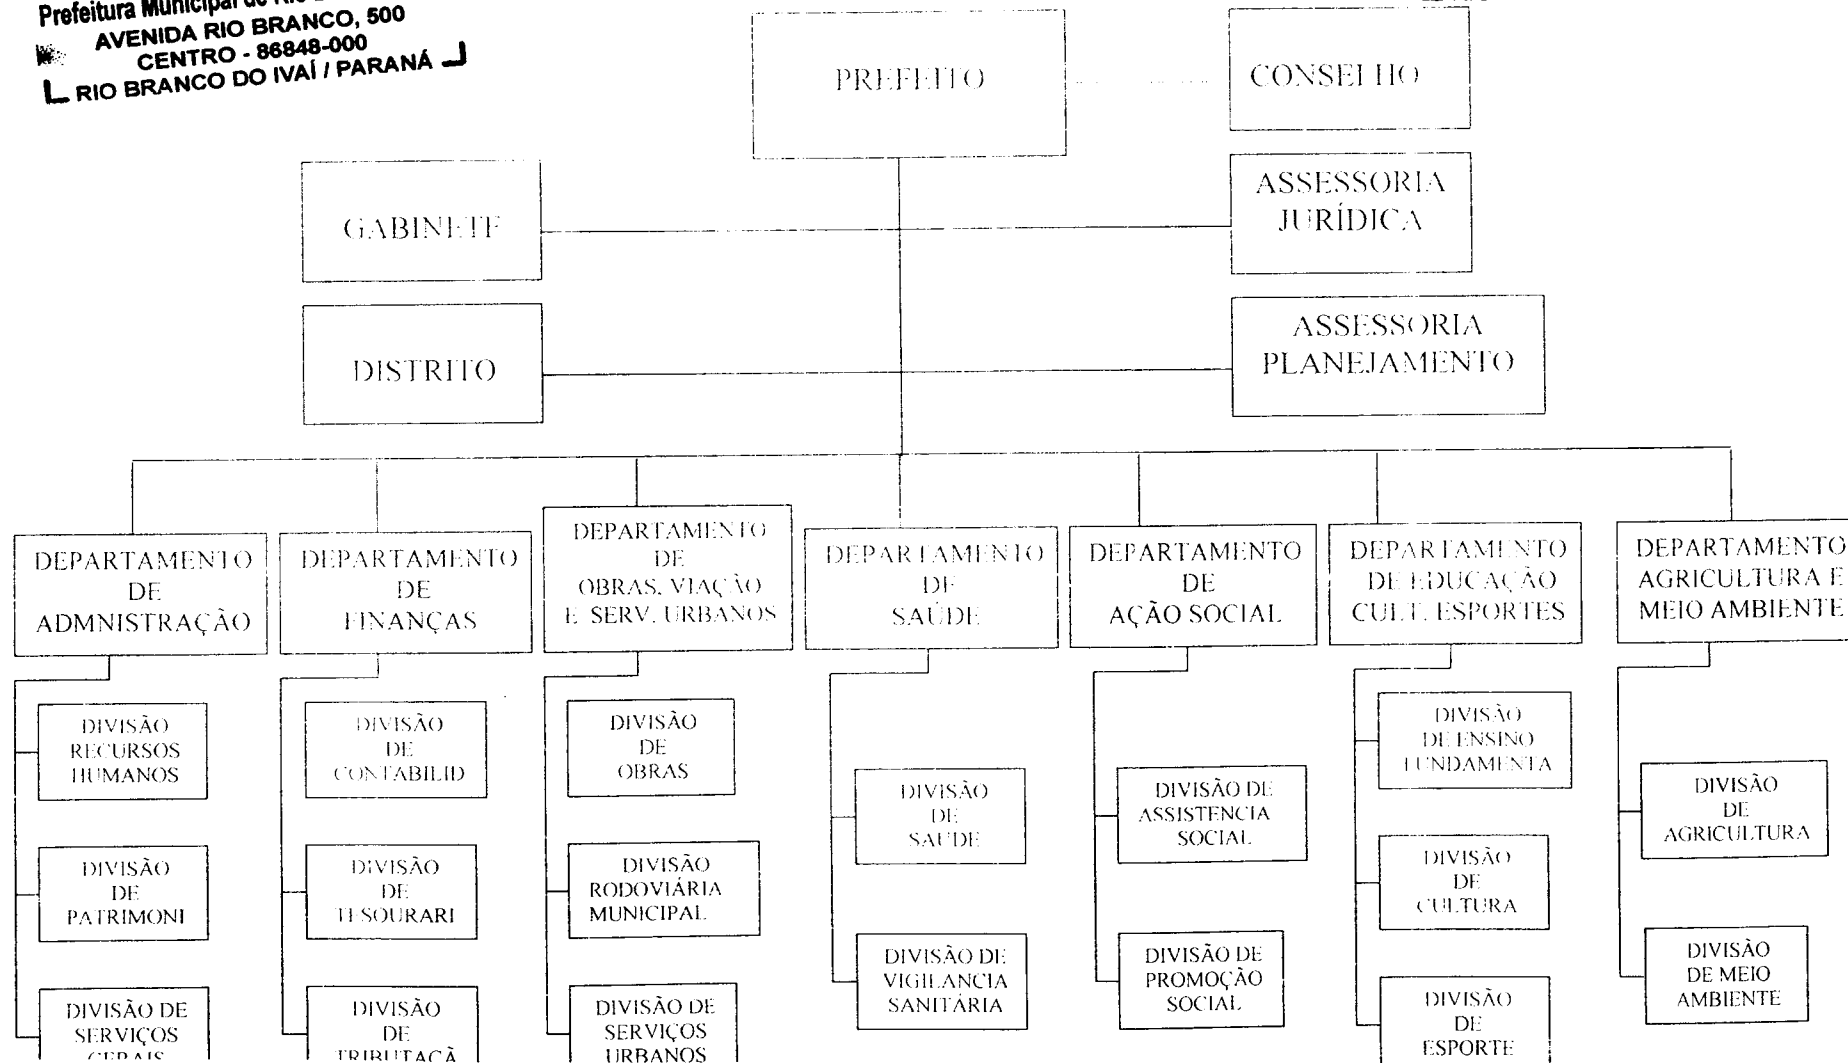 Prefeitura Municipal de Rio
AVENIDA RIO BRANCO, 500
CENTRO - 86848-000
RIO BRANCO DO IVAÍ / PARANÁ
PREFEITO
CONSELHO
GABINETE
ASSESSORIA
JURÍDICA
DISTRITO
ASSESSORIA
PLANEJAMENTO
DEPARTAMENTO
DE
ADMNISTRAÇÃO
DEPARTAMENTO
DE
FINANÇAS
DEPARTAMENTO
DE
OBRAS, VIAÇÃO
E SERV. URBANOS
DEPARTAMENTO
DE
SAÚDE
DEPARTAMENTO
DE
AÇÃO SOCIAL
DEPARTAMENTO
DE EDUCAÇÃO
CULT. ESPORTES
DEPARTAMENTO
AGRICULTURA E
MEIO AMBIENTE
DIVISÃO
RECURSOS
HUMANOS
DIVISÃO
DE
PATRIMONI
DIVISÃO DE
SERVIÇOS
GERAIS
DIVISÃO
DE
CONTABILID
DIVISÃO
DE
TESOURARI
DIVISÃO
DE
TRIBUTAÇÃ
DIVISÃO
DE
OBRAS
DIVISÃO
RODOVIÁRIA
MUNICIPAL
DIVISÃO DE
SERVIÇOS
URBANOS
DIVISÃO
DE
SAUDE
DIVISÃO DE
VIGILANCIA
SANITÁRIA
DIVISÃO DE
ASSISTENCIA
SOCIAL
DIVISÃO DE
PROMOÇÃO
SOCIAL
DIVISÃO
DE ENSINO
FUNDAMENTA
DIVISÃO
DE
CULTURA
DIVISÃO
DE
ESPORTE
DIVISÃO
DE
AGRICULTURA
DIVISÃO
DE MEIO
AMBIENTE